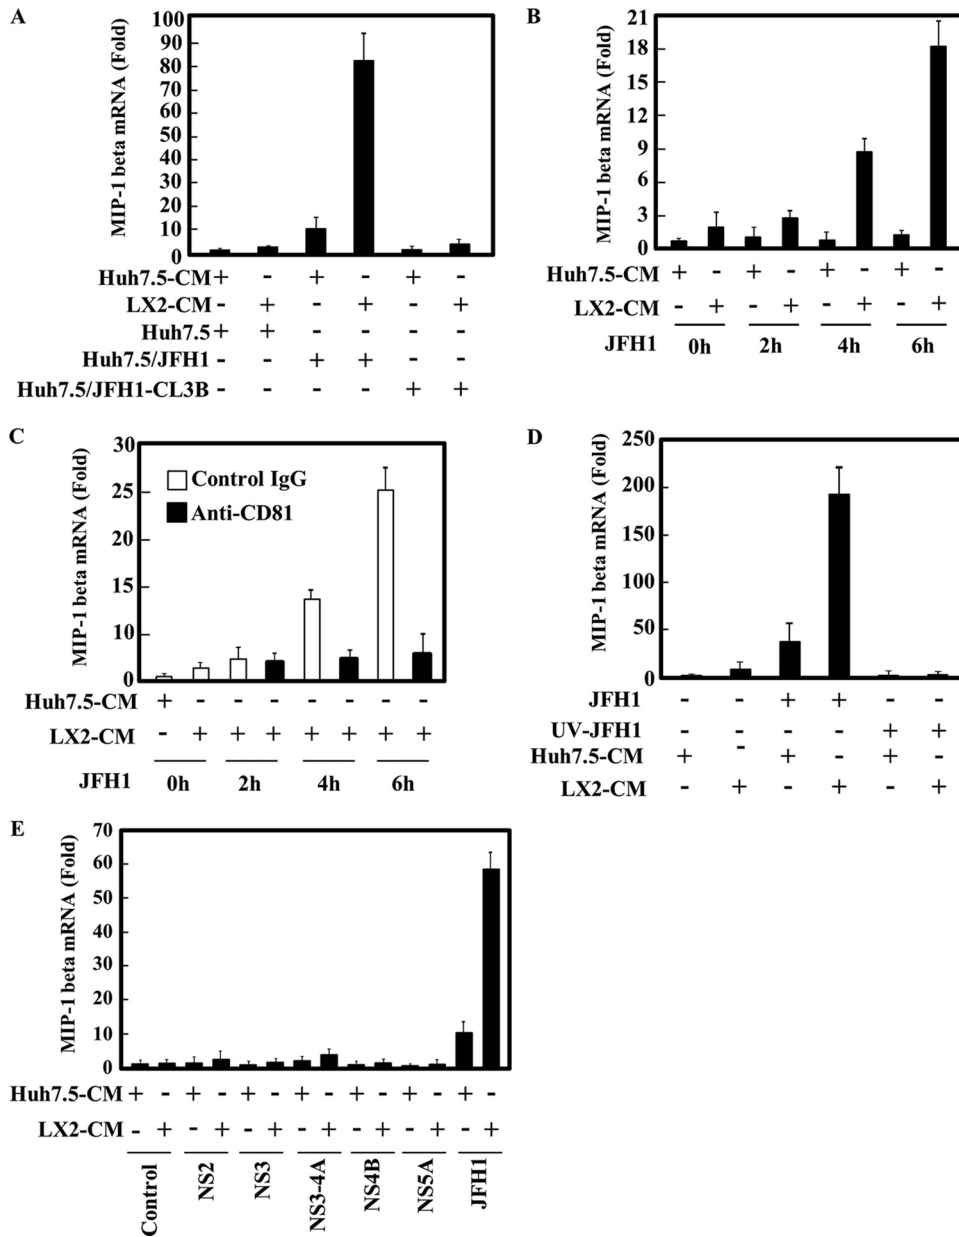 A
MIP-1 beta mRNA (Fold)
100
90
80
70
60
50
40
30
20
10
0
Huh7.5-CM + - + - + -
LX2-CM - + - + - +
Huh7.5 + + - - - -
Huh7.5/JFH1 - - + + - -
Huh7.5/JFH1-CL3B - - - - + +
B
MIP-1 beta mRNA (Fold)
21
18
15
12
9
6
3
0
Huh7.5-CM + - + - + - + -
LX2-CM - + - + - + - +
JFH1 0h 2h 4h 6h
C
MIP-1 beta mRNA (Fold)
30
25
20
15
10
5
0
Control IgG
Anti-CD81
Huh7.5-CM + - - - - - - -
LX2-CM - + + + + + + +
JFH1 0h 2h 4h 6h
D
MIP-1 beta mRNA (Fold)
250
200
150
100
50
0
JFH1 - - + + - -
UV-JFH1 - - - - + +
Huh7.5-CM + - + - + -
LX2-CM - + - + - +
E
MIP-1 beta mRNA (Fold)
70
60
50
40
30
20
10
0
Huh7.5-CM + - + - + - + - + - + - + -
LX2-CM - + - + - + - + - + - + - +
Control NS2 NS3 NS3-4A NS4B NS5A JFH1